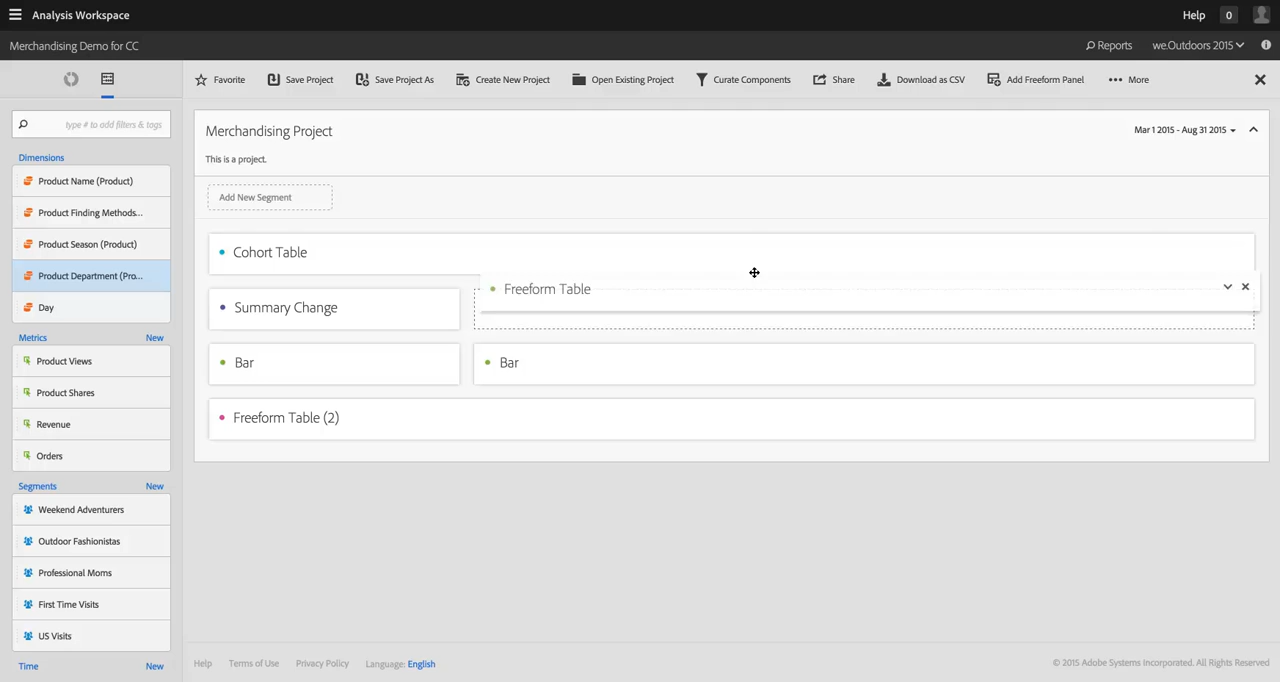 Analysis Workspace
Help
0
Merchandising Demo for CC
Reports
we.Outdoors 2015
Favorite
Save Project
Save Project As
Create New Project
Open Existing Project
Curate Components
Share
Download as CSV
Add Freeform Panel
More
type # to add filters & tags
Dimensions
Product Name (Product)
Product Finding Methods...
Product Season (Product)
Product Department (Pro...
Day
Metrics
New
Product Views
Product Shares
Revenue
Orders
Segments
New
Weekend Adventurers
Outdoor Fashionistas
Professional Moms
First Time Visits
US Visits
Time
New
Merchandising Project
Mar 1 2015 - Aug 31 2015
This is a project.
Add New Segment
Cohort Table
Freeform Table
Summary Change
Bar
Bar
Freeform Table (2)
Help
Terms of Use
Privacy Policy
Language: English
© 2015 Adobe Systems Incorporated. All Rights Reserved